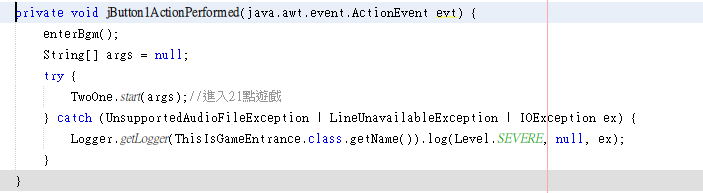 private void jButton1ActionPerformed(java.awt.event.ActionEvent evt) {
enterBgm();
String[] args = null;
try {
TwoOne.start(args);//進入21點遊戲
} catch (UnsupportedAudioFileException | LineUnavailableException | IOException ex) {
Logger.getLogger(ThisIsGameEntrance.class.getName()).log(Level.SEVERE, null, ex);
}
}